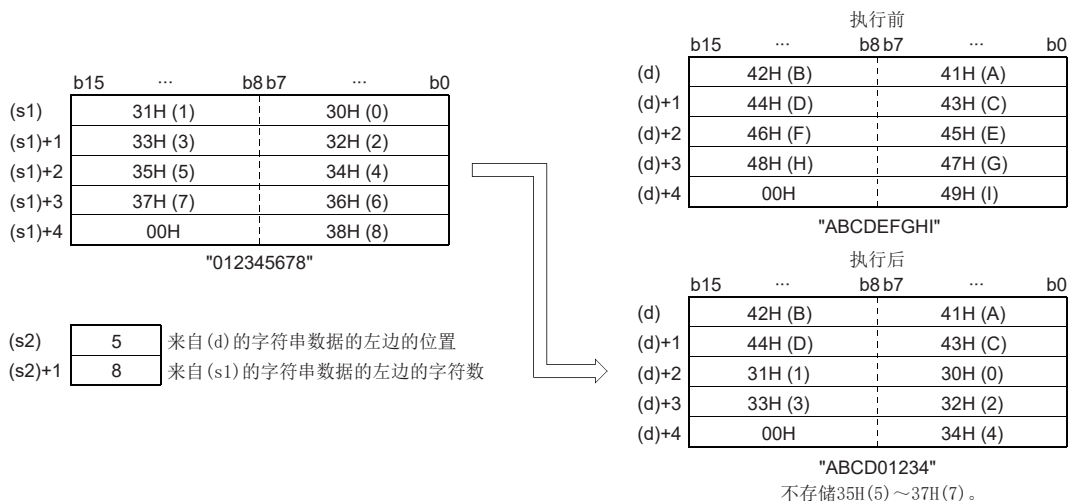 b15 ··· b8 b7 ··· b0
(s1) 31H (1) 30H (0)
(s1)+1 33H (3) 32H (2)
(s1)+2 35H (5) 34H (4)
(s1)+3 37H (7) 36H (6)
(s1)+4 00H 38H (8)
"012345678"
(s2) 5 来自(d)的字符串数据的左边的位置
(s2)+1 8 来自(s1)的字符串数据的左边的字符数
执行前
b15 ··· b8 b7 ··· b0
(d) 42H (B) 41H (A)
(d)+1 44H (D) 43H (C)
(d)+2 46H (F) 45H (E)
(d)+3 48H (H) 47H (G)
(d)+4 00H 49H (I)
"ABCDEFGHI"
执行后
b15 ··· b8 b7 ··· b0
(d) 42H (B) 41H (A)
(d)+1 44H (D) 43H (C)
(d)+2 31H (1) 30H (0)
(d)+3 33H (3) 32H (2)
(d)+4 00H 34H (4)
"ABCD01234"
不存储35H(5)～37H(7)。